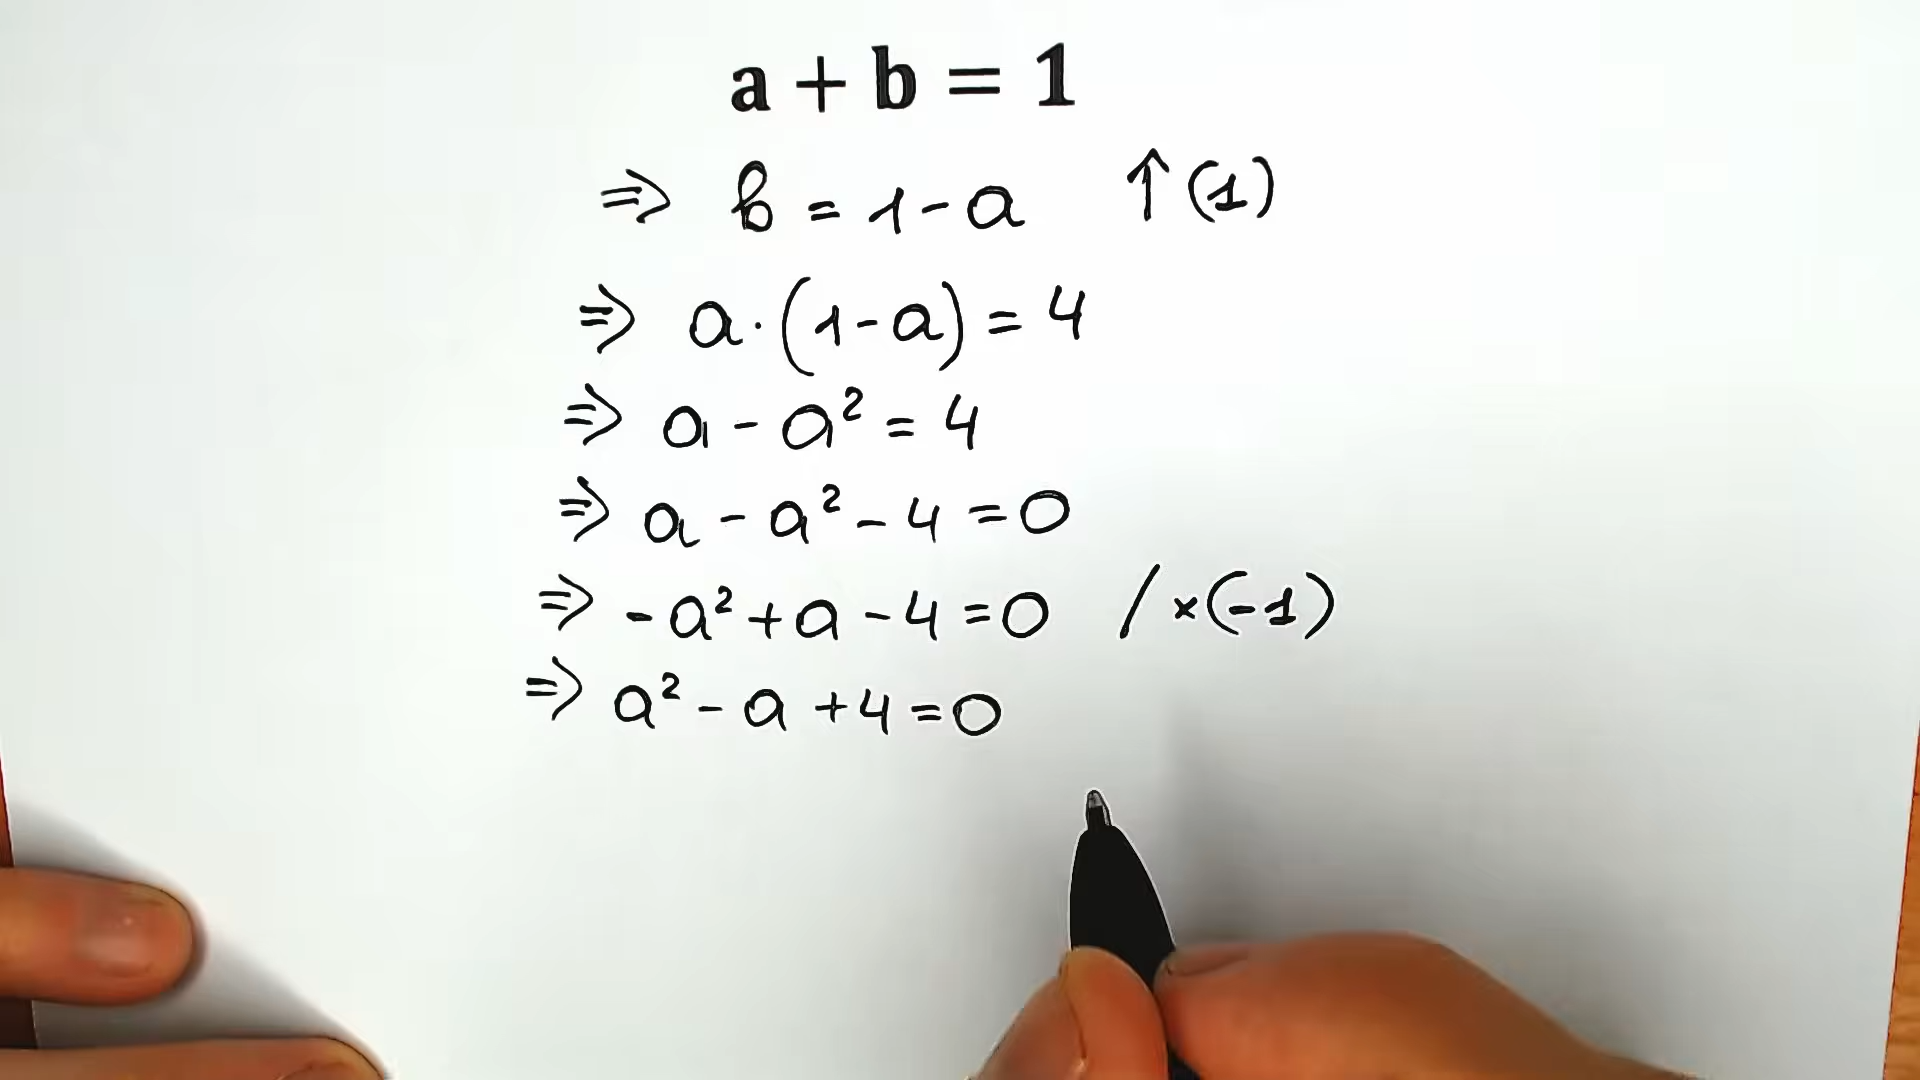 a + b = 1
⇒ b = 1 - a ↑ (1)
⇒ a · (1 - a) = 4
⇒ a - a² = 4
⇒ a - a² - 4 = 0
⇒ - a² + a - 4 = 0 / × (-1)
⇒ a² - a + 4 = 0